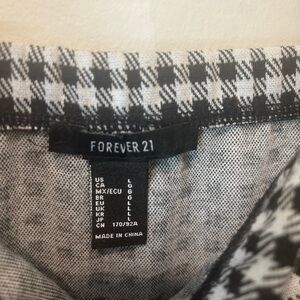 FOREVER 21
US L
CA G
MX/ECU G
BR G
EU L
UK L
KR L
JP L
CN 170/92A
MADE IN CHINA